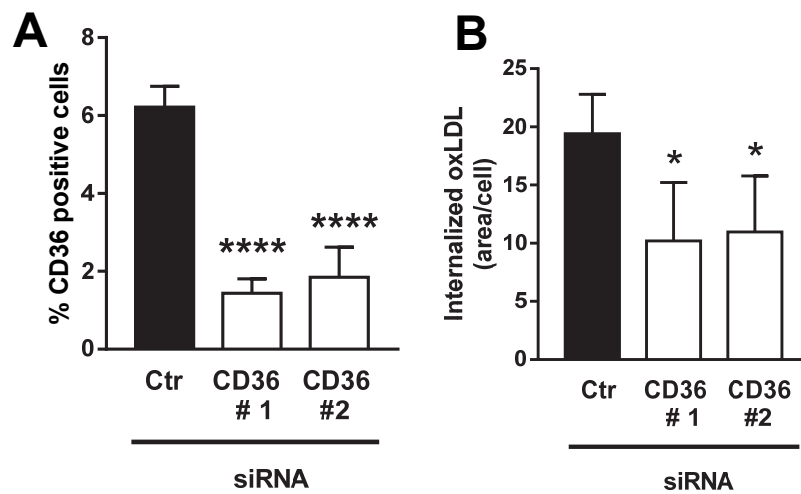 A
% CD36 positive cells
8
6
4
2
0
****
****
Ctr
CD36
# 1
CD36
#2
siRNA
B
Internalized oxLDL
(area/cell)
25
20
15
10
5
0
*
*
Ctr
CD36
# 1
CD36
#2
siRNA